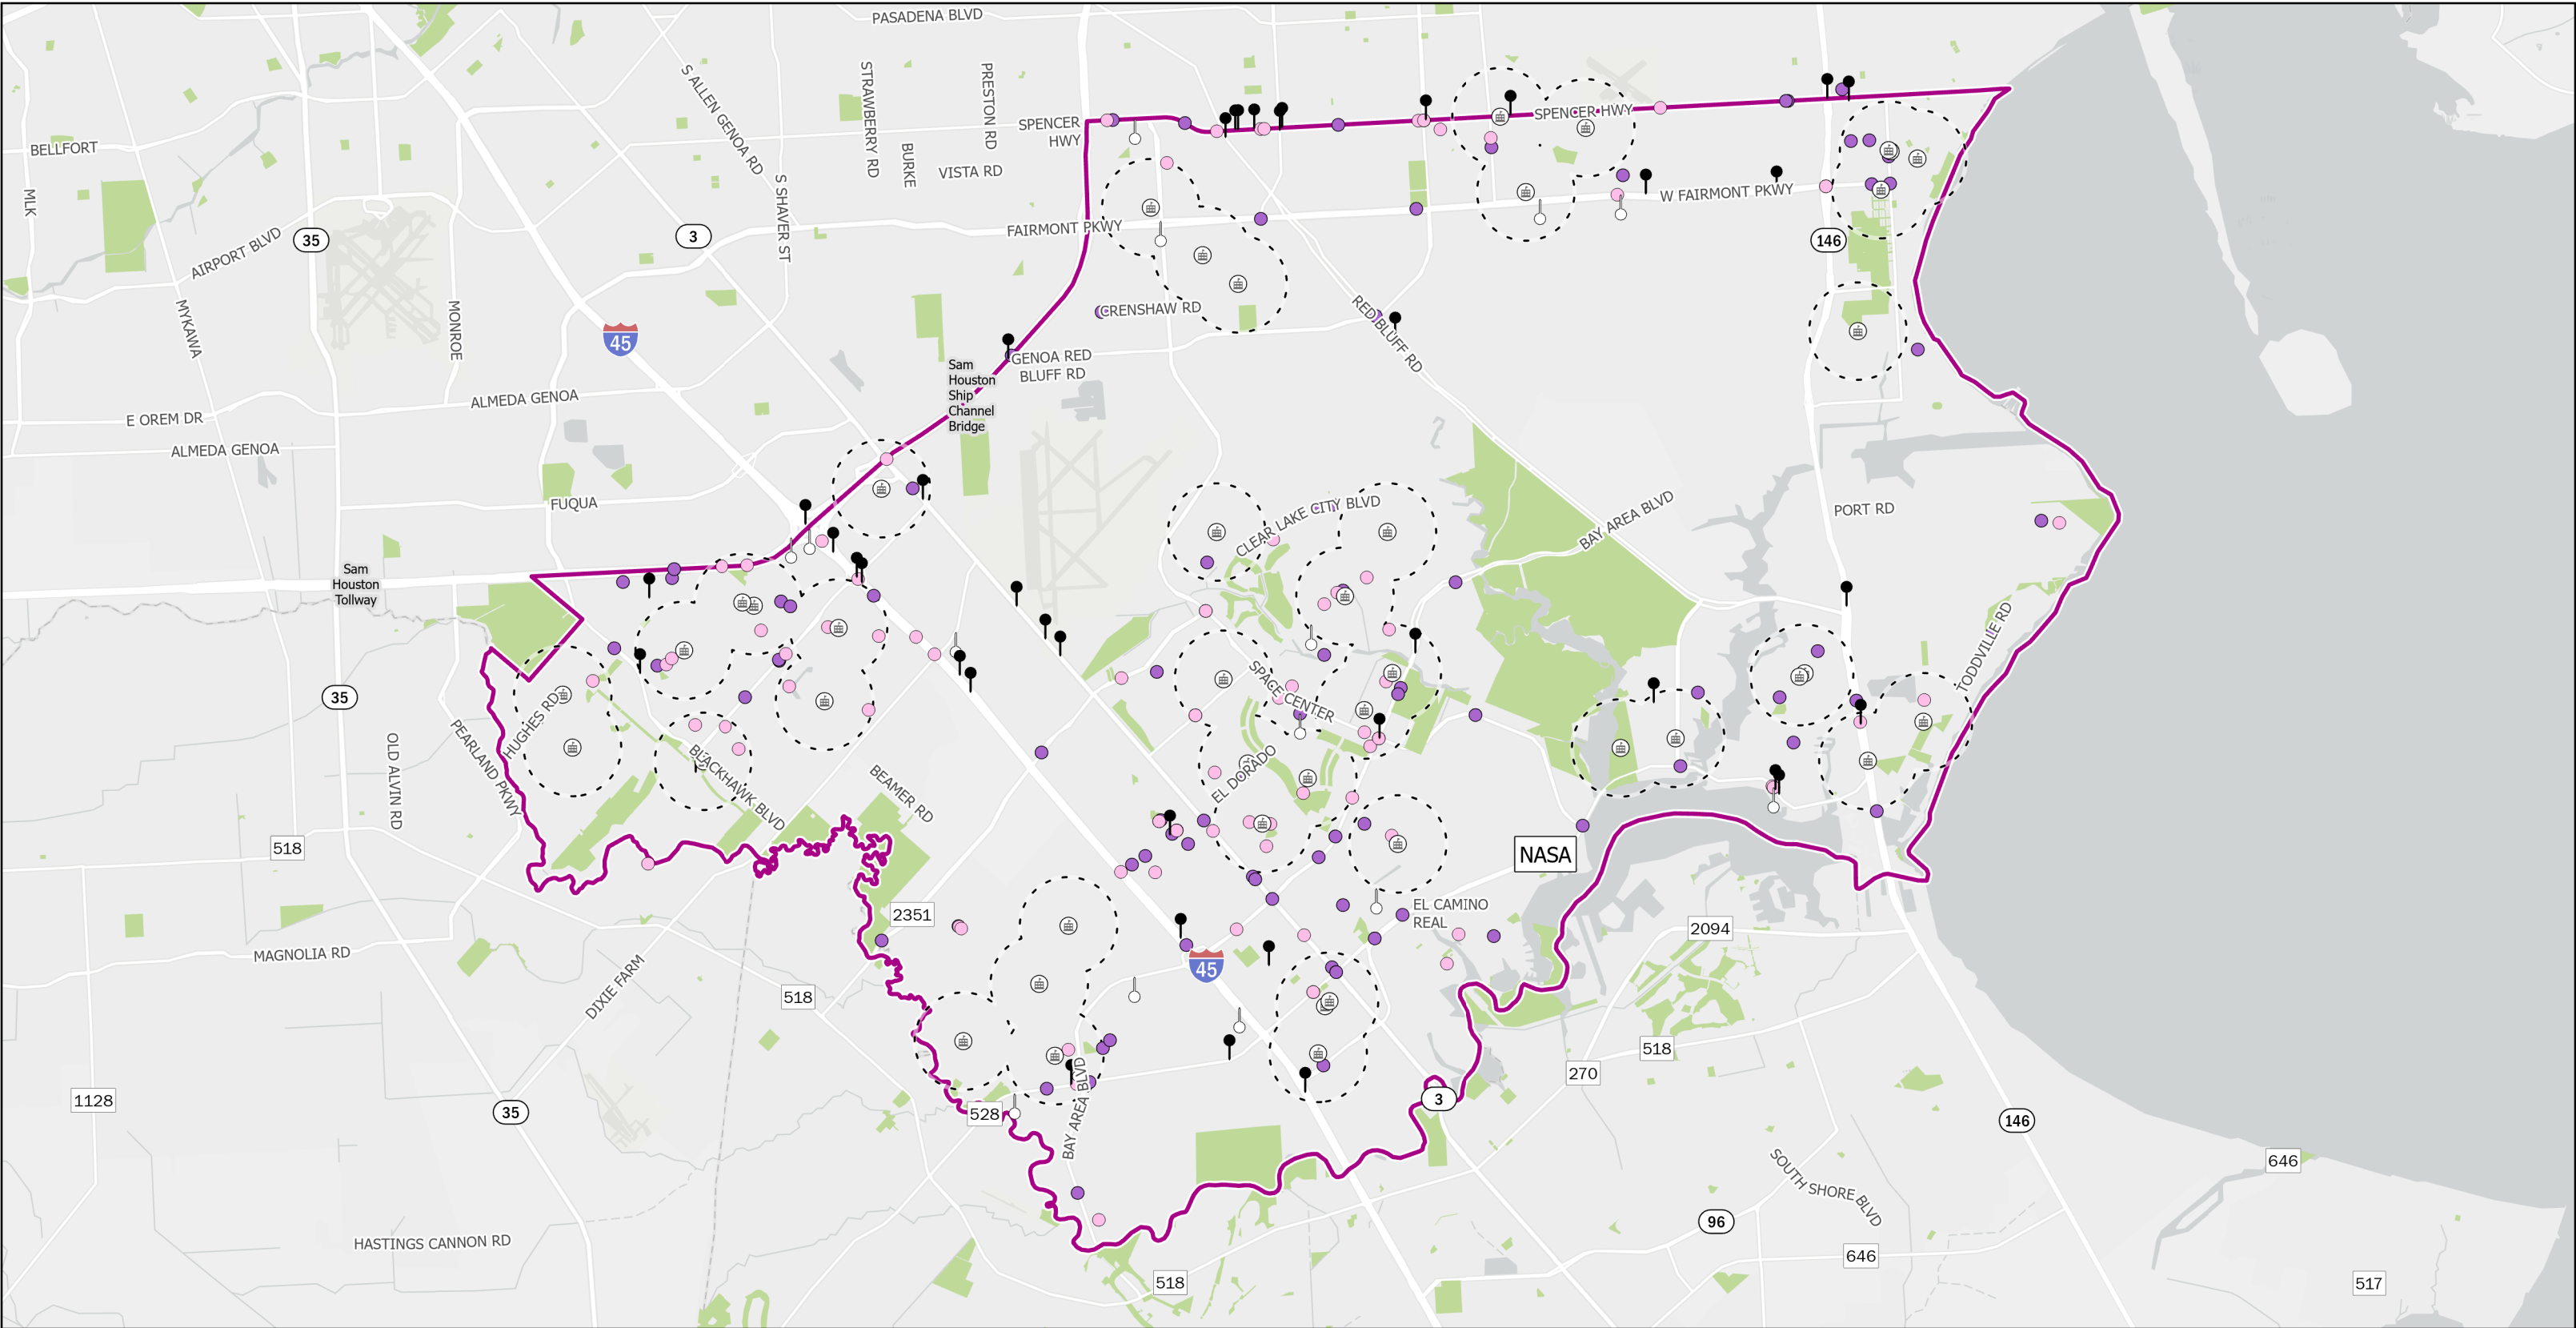 PASADENA BLVD
S ALLEN GENOA RD
STRAWBERRY RD
BURKE
PRESTON RD
VISTA RD
SPENCER
HWY
SPENCER HWY
BELLFORT
MLK
S SHAVER ST
W FAIRMONT PKWY
FAIRMONT PKWY
AIRPORT BLVD
35
3
146
MYKAWA
MONROE
45
CRENSHAW RD
RED BLUFF RD
GENOA RED
BLUFF RD
Sam
Houston
Ship
Channel
Bridge
ALMEDA GENOA
E OREM DR
ALMEDA GENOA
FUQUA
CLEAR LAKE CITY BLVD
BAY AREA BLVD
PORT RD
Sam
Houston
Tollway
TODDVILLE RD
35
HUGHES RD
SPACE CENTER
PEARLAND PKWY
OLD ALVIN RD
BLACKHAWK BLVD
BEAMER RD
EL DORADO
518
NASA
2351
EL CAMINO
REAL
2094
MAGNOLIA RD
DIXIE FARM
45
518
518
270
1128
35
528
BAY AREA BLVD
3
146
646
SOUTH SHORE BLVD
96
HASTINGS CANNON RD
646
518
517